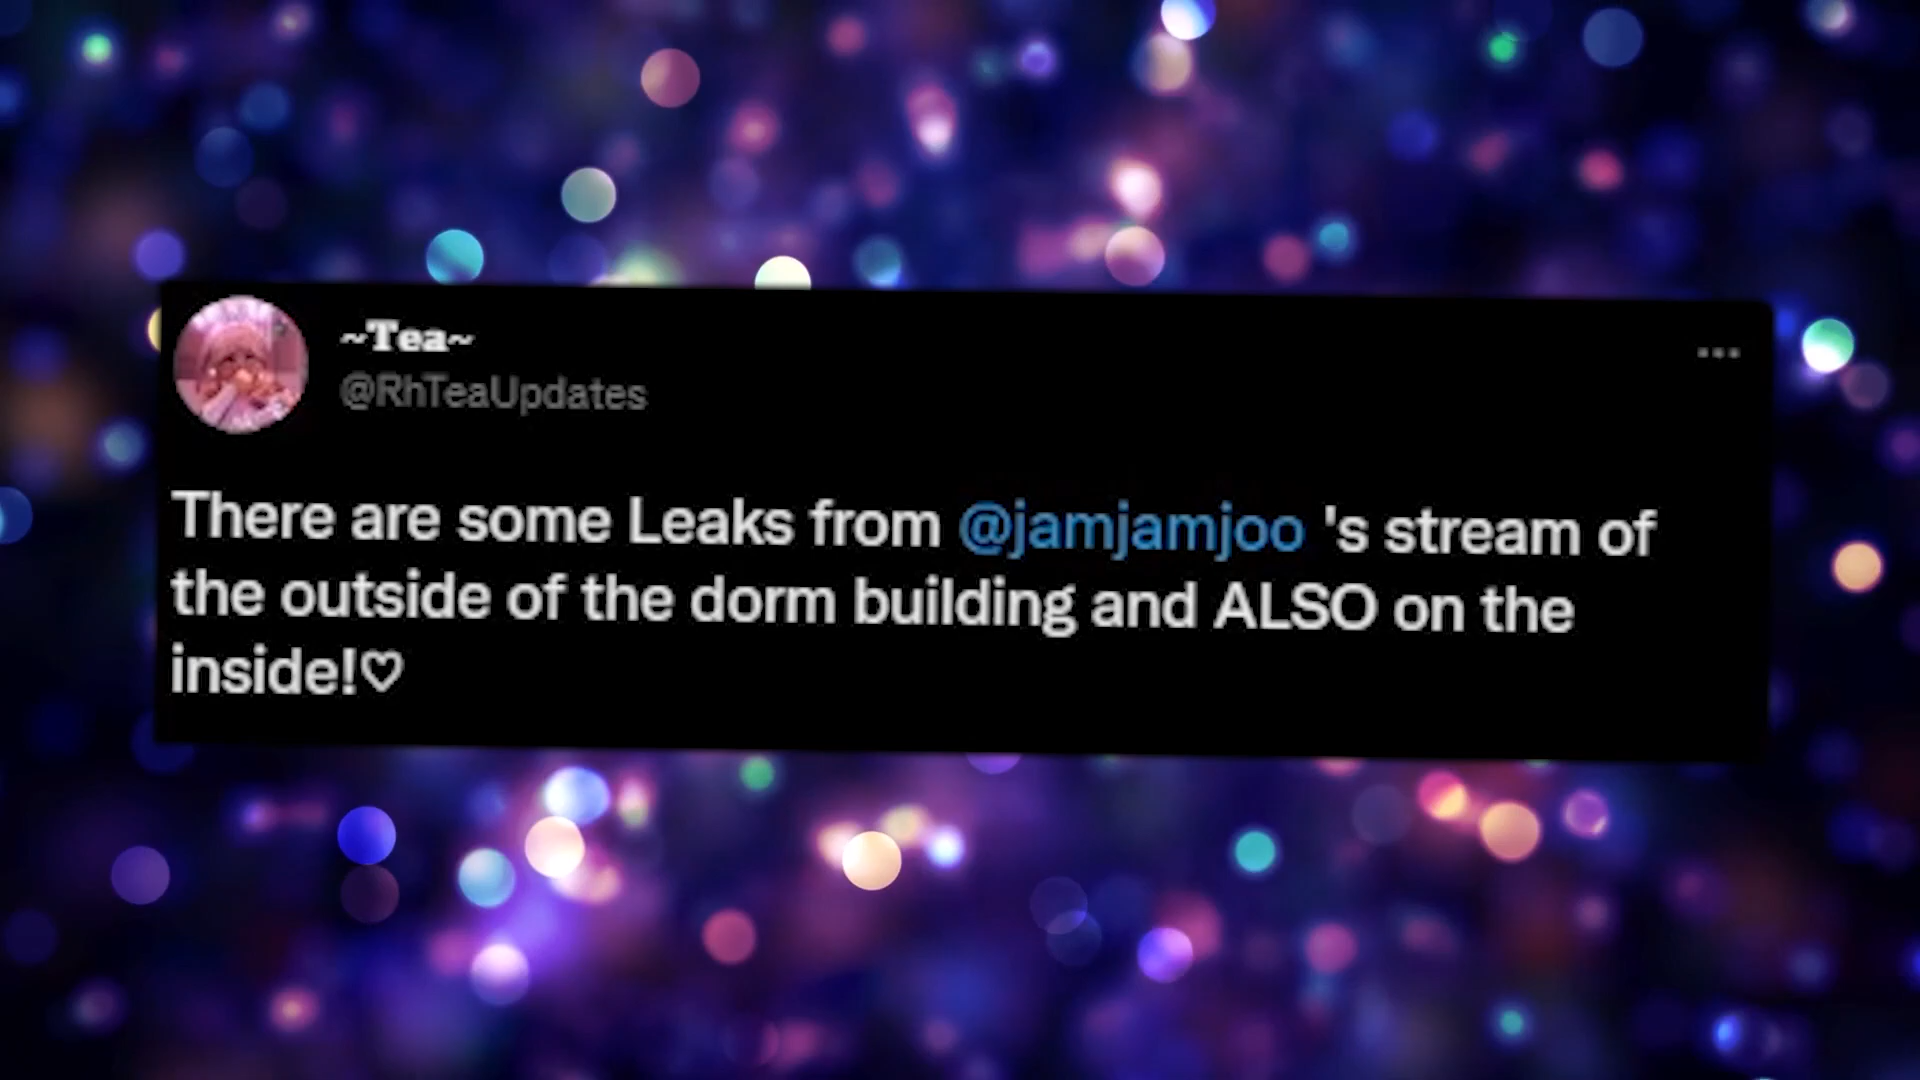 ~Tea~
@RhTeaUpdates
There are some Leaks from @jamjamjoo 's stream of
the outside of the dorm building and ALSO on the
inside!♡